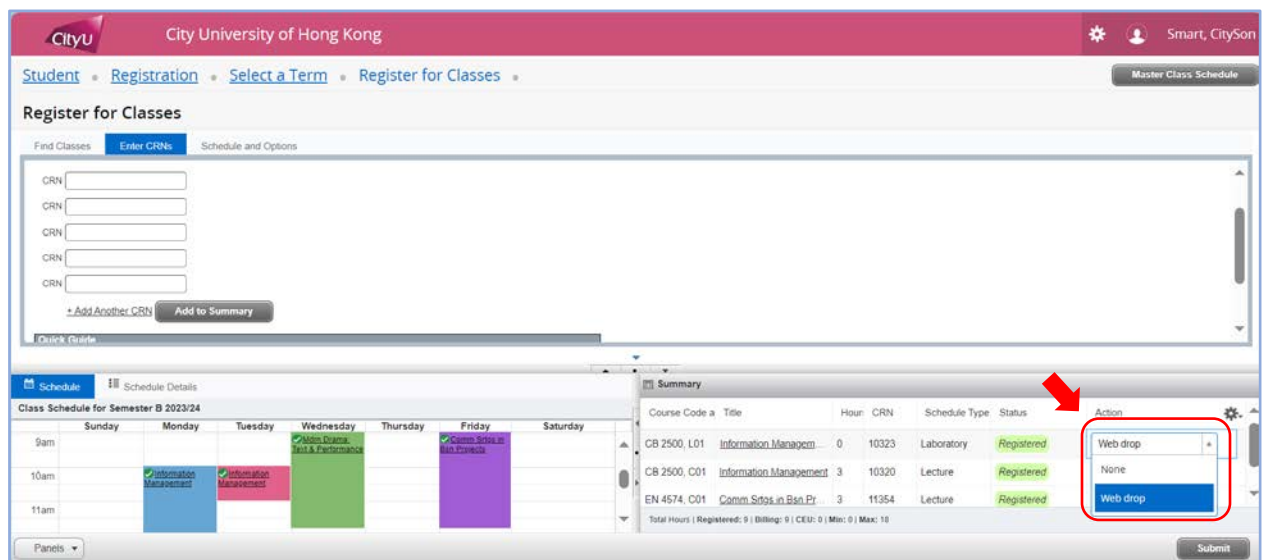 CityU City University of Hong Kong Smart, CitySon
Student Registration Select a Term Register for Classes Master Class Schedule
Register for Classes
Find Classes Enter CRNs Schedule and Options
CRN
CRN
CRN
CRN
CRN
+ Add Another CRN Add to Summary
Quick Guide
Schedule Schedule Details
Class Schedule for Semester B 2023/24
Sunday Monday Tuesday Wednesday Thursday Friday Saturday
9am
Mdrn Drama:
Text & Performance
Comm Srtgs in
Bsn Projects
10am
Information
Management
Information
Management
11am
Summary
Course Code a Title Hour: CRN Schedule Type Status Action
CB 2500, L01 Information Managem... 0 10323 Laboratory Registered Web drop
CB 2500, C01 Information Management 3 10320 Lecture Registered None
EN 4574, C01 Comm Srtgs in Bsn Pr... 3 11354 Lecture Registered Web drop
Total Hours | Registered: 9 | Billing: 9 | CEU: 0 | Min: 0 | Max: 18
Panels Submit